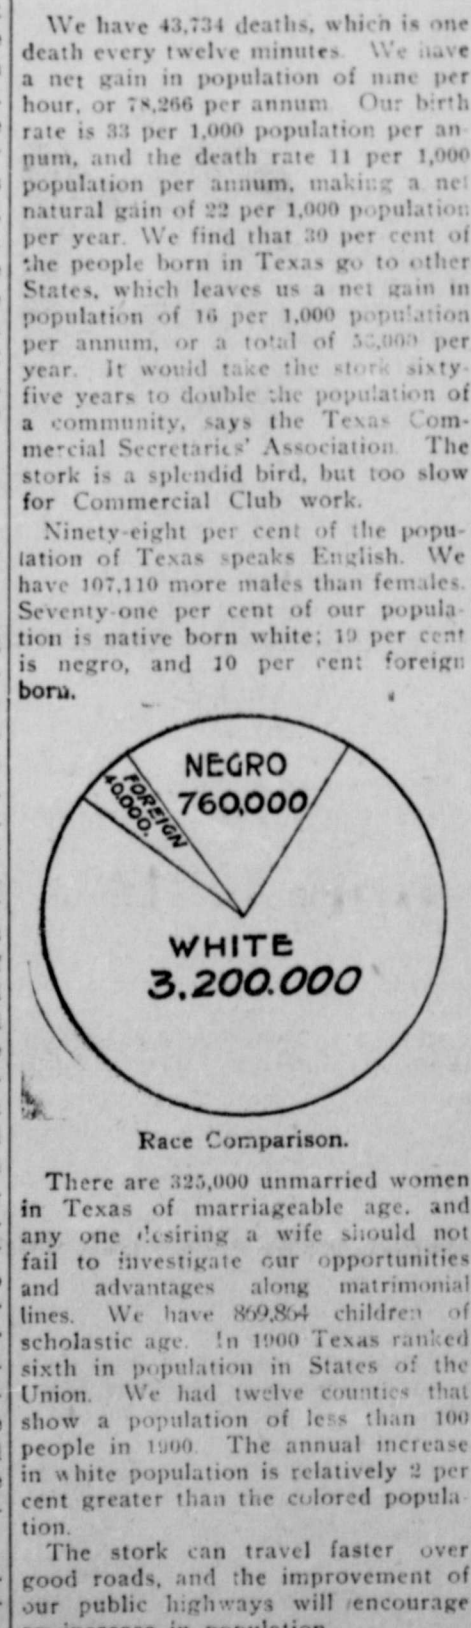 We have 43,734 deaths, which is one
death every twelve minutes. We have
a net gain in population of nine per
hour, or 78,266 per annum. Our birth
rate is 33 per 1,000 population per an-
num, and the death rate 11 per 1,000
population per annum, making a net
natural gain of 22 per 1,000 population
per year. We find that 30 per cent of
the people born in Texas go to other
States, which leaves us a net gain in
population of 16 per 1,000 population
per annum, or a total of per
year. It would take the stork sixty-
five years to double the population of
a community, says the Texas Com-
mercial Secretaries' Association. The
stork is a splendid bird, but too slow
for Commercial Club work.
Ninety-eight per cent of the popu-
lation of Texas speaks English. We
have 107,110 more males than females.
Seventy-one per cent of our popula-
tion is native born white; 19 per cent
is negro, and 10 per cent foreign
born.
NEGRO
760,000
FOREIGN
40,000.
WHITE
3,200.000
Race Comparison.
There are 325,000 unmarried women
in Texas of marriageable age, and
any one desiring a wife should not
fail to investigate our opportunities
and advantages along matrimonial
lines. We have 869,864 children of
scholastic age. In 1900 Texas ranked
sixth in population in States of the
Union. We had twelve counties that
show a population of less than 100
people in 1900. The annual increase
in white population is relatively 2 per
cent greater than the colored popula-
tion.
The stork can travel faster over
good roads, and the improvement of
our public highways will encourage
an increase in population.